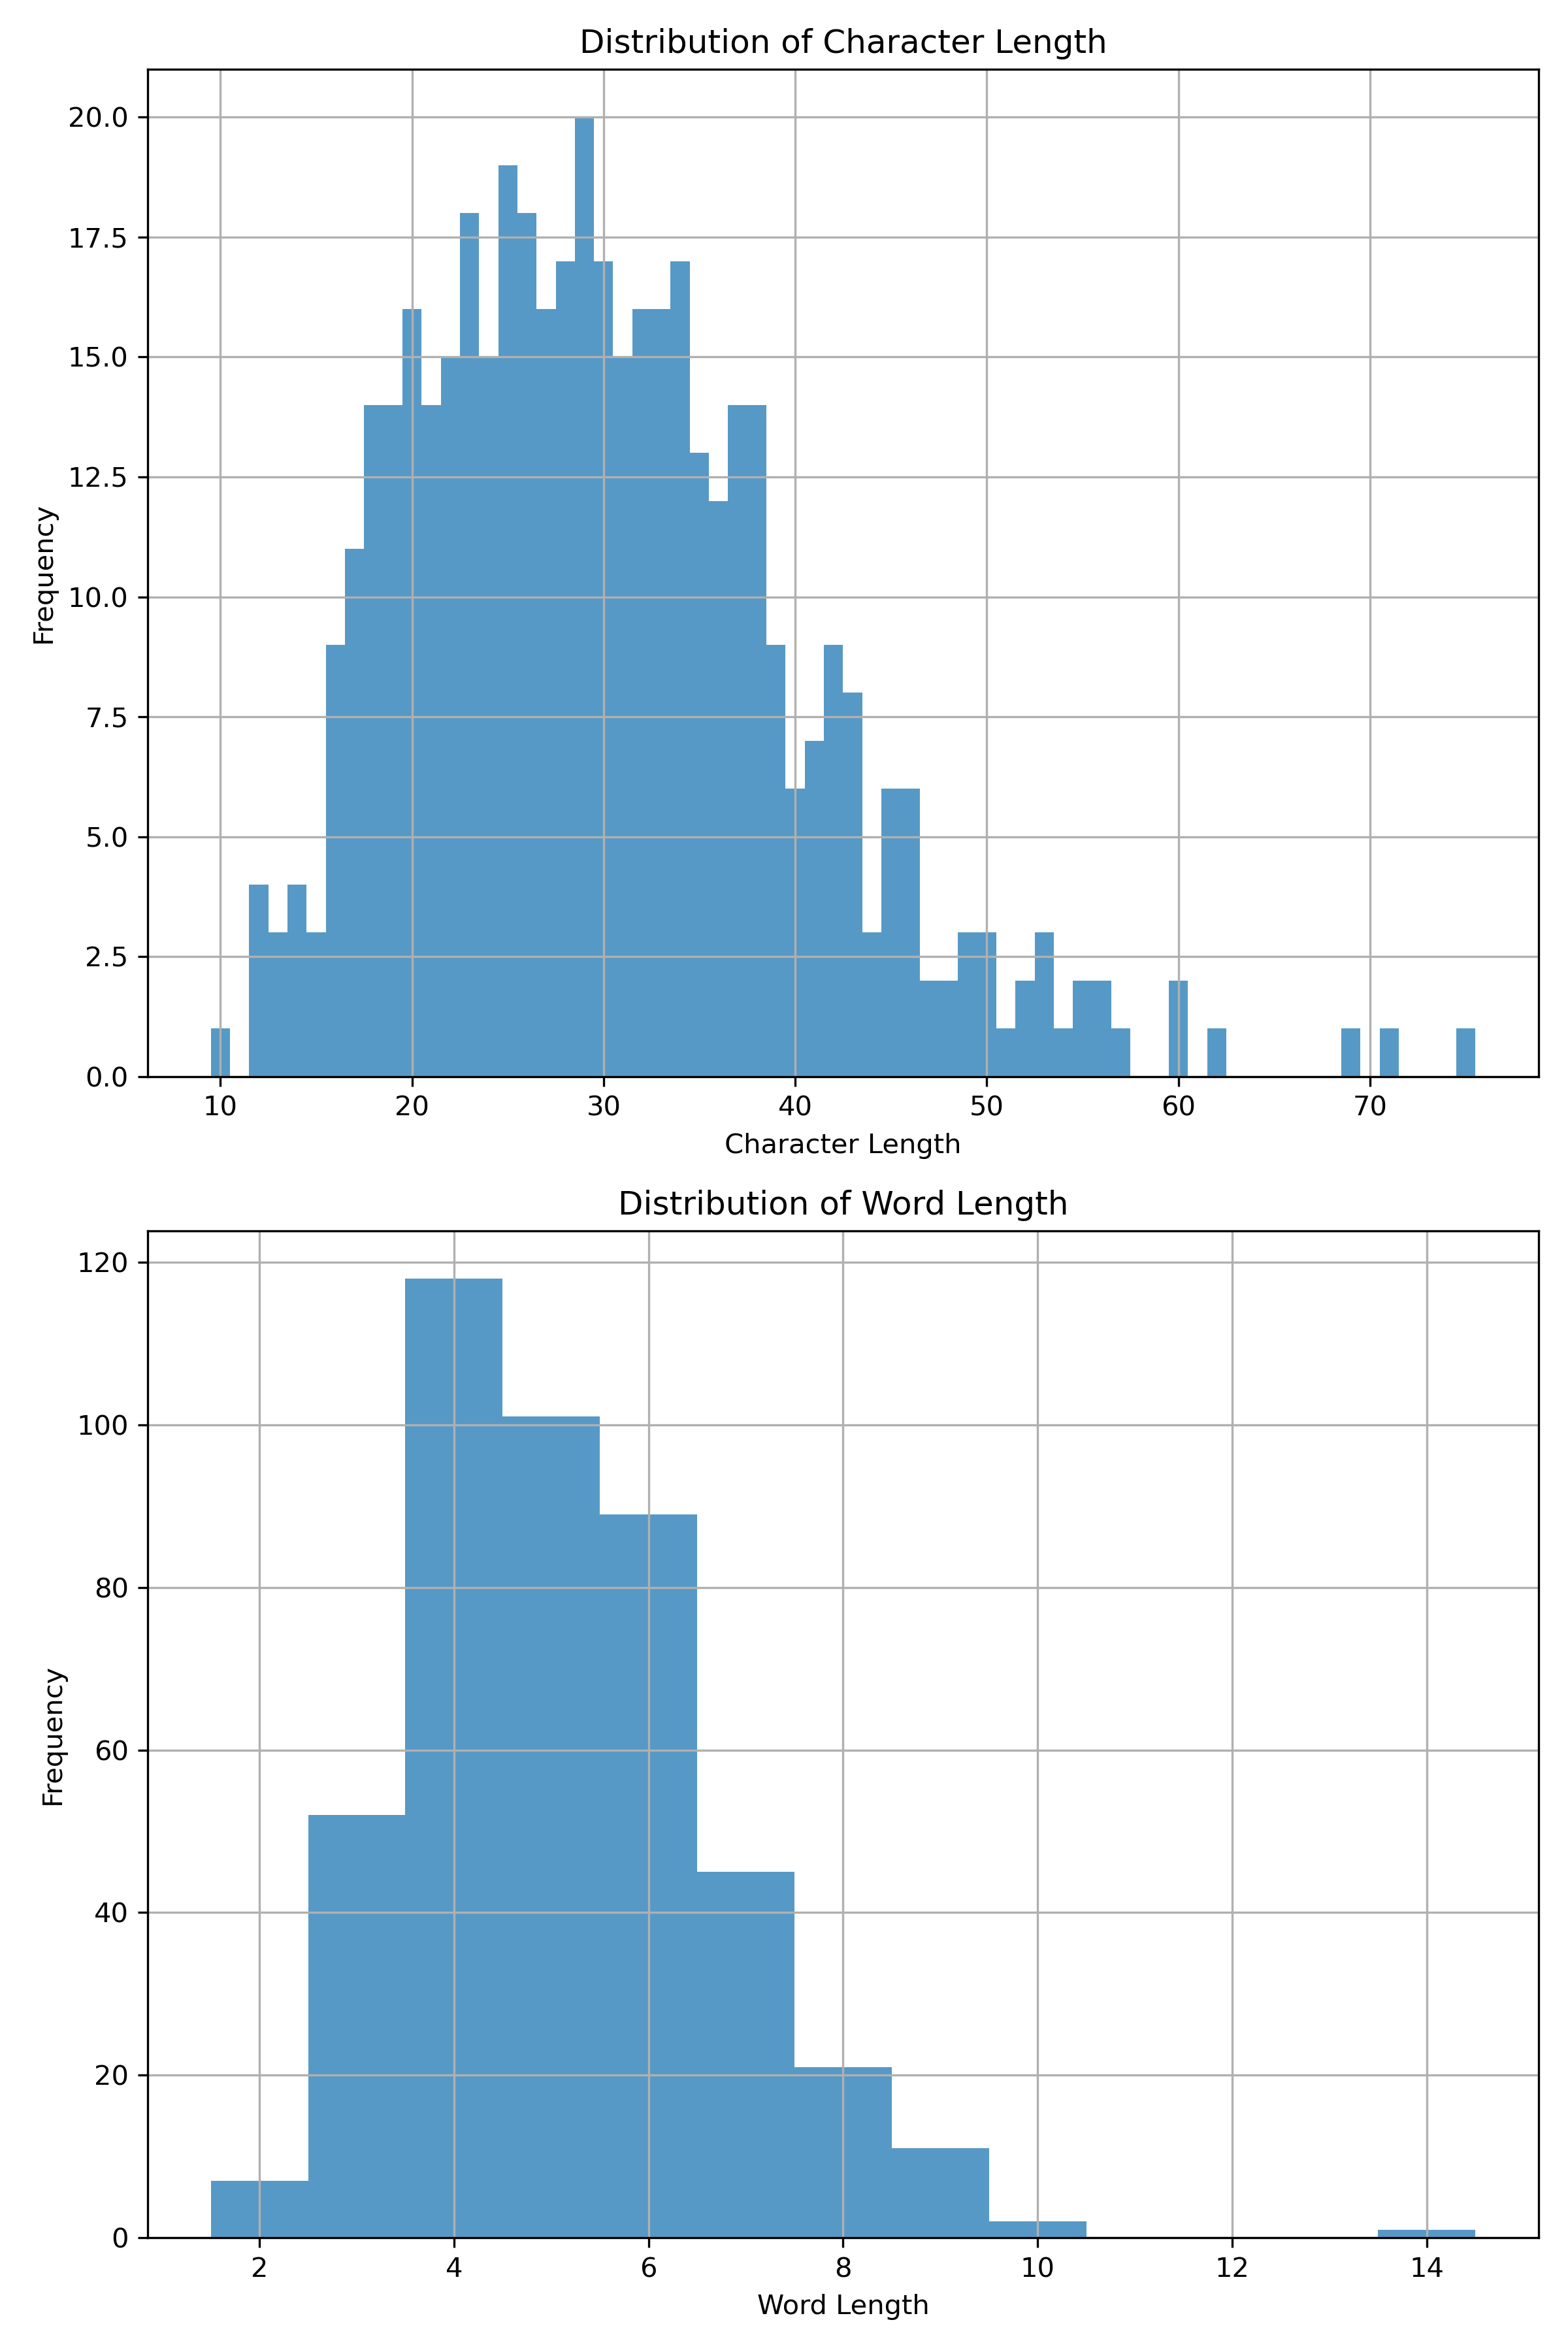 Distribution of Character Length
20.0
17.5
15.0
12.5
10.0
7.5
5.0
2.5
0.0
Frequency
10 20 30 40 50 60 70
Character Length
Distribution of Word Length
120
100
80
60
40
20
0
Frequency
2 4 6 8 10 12 14
Word Length